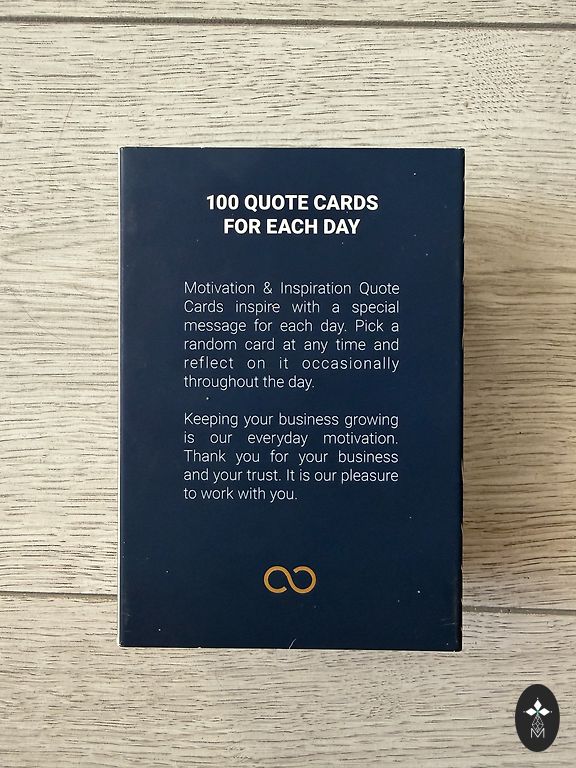 100 QUOTE CARDS
FOR EACH DAY
Motivation & Inspiration Quote
Cards inspire with a special
message for each day. Pick a
random card at any time and
reflect on it occasionally
throughout the day.
Keeping your business growing
is our everyday motivation.
Thank you for your business
and your trust. It is our pleasure
to work with you.
M